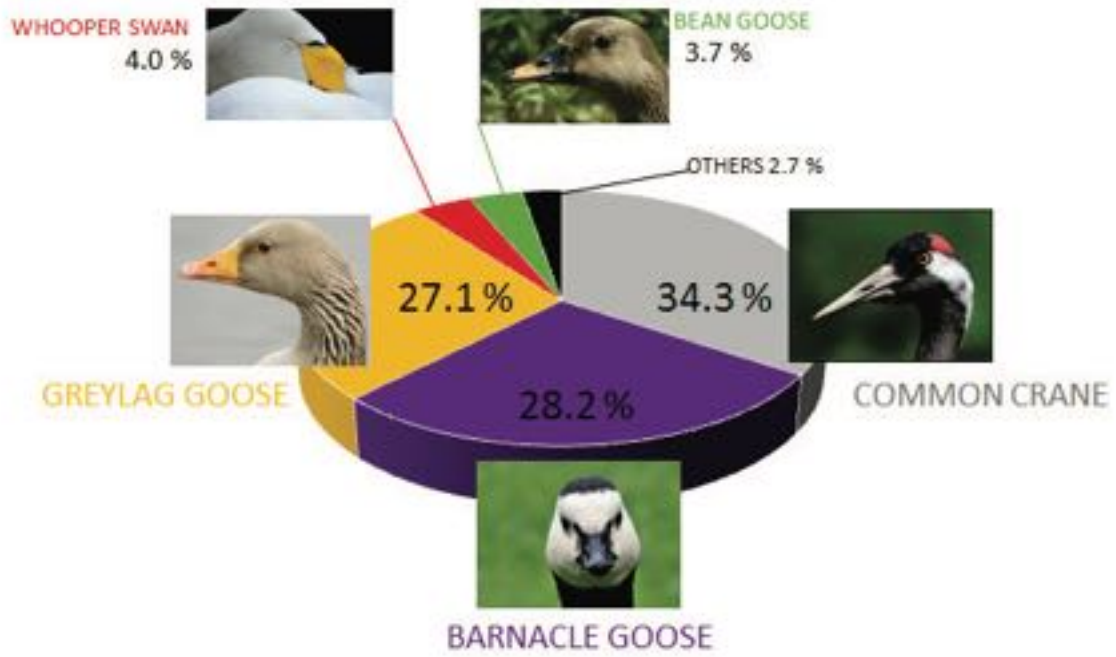 WHOOPER SWAN
4.0 %
BEAN GOOSE
3.7 %
OTHERS 2.7 %
27.1 %
34.3 %
GREYLAG GOOSE
28.2 %
COMMON CRANE
BARNACLE GOOSE